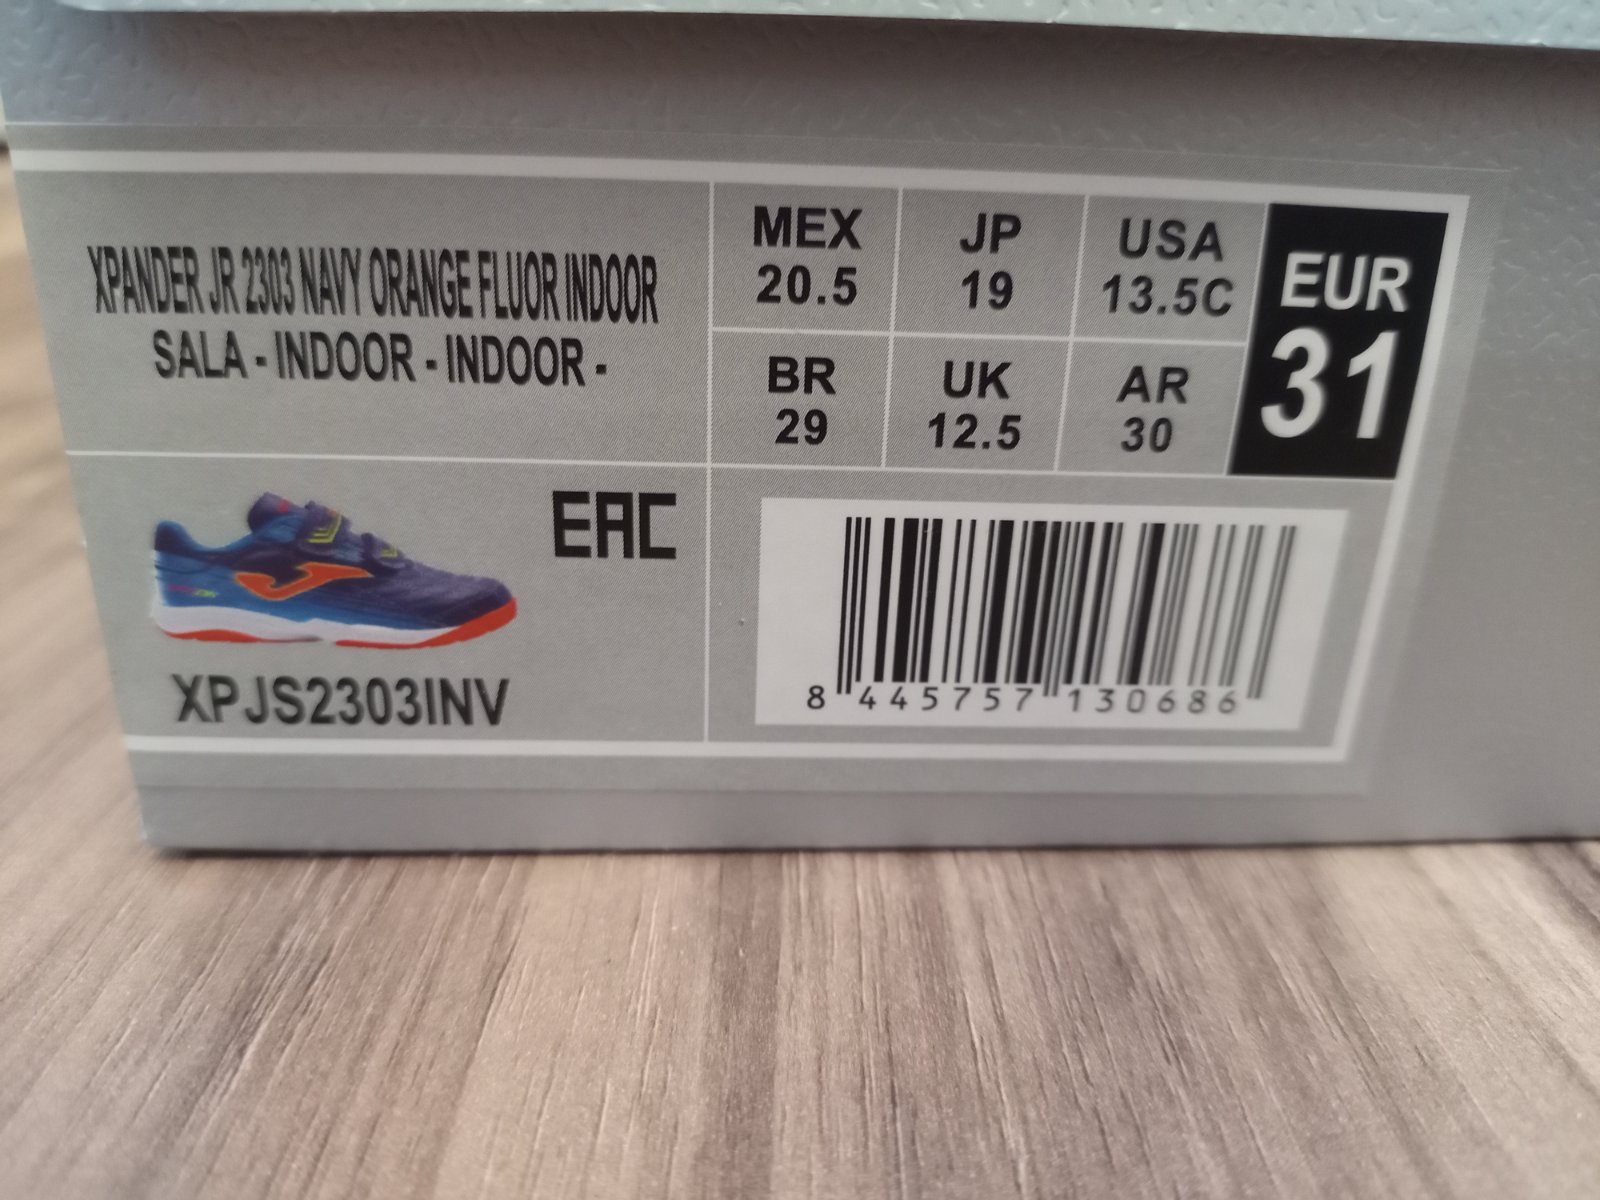 XPANDER JR 2303 NAVY ORANGE FLUOR INDOOR
SALA - INDOOR - INDOOR -
MEX
20.5
JP
19
USA
13.5C
EUR
31
BR
29
UK
12.5
AR
30
EAC
XPJS2303INV
8 445757 130686